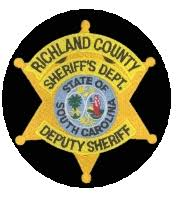 RICHLAND COUNTY
SHERIFF'S DEPT.
STATE OF
SOUTH CAROLINA
DEPUTY SHERIFF